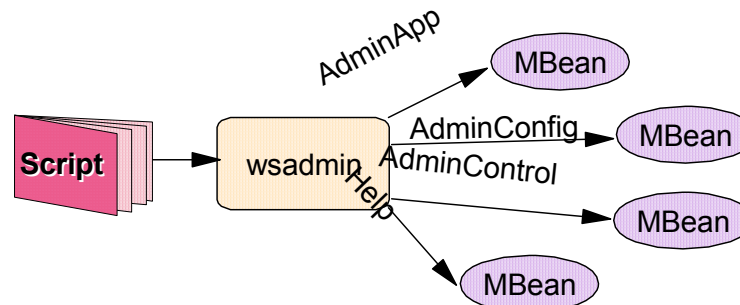 AdminApp
MBean
AdminConfig
MBean
Script
wsadmin
AdminControl
Help
MBean
MBean